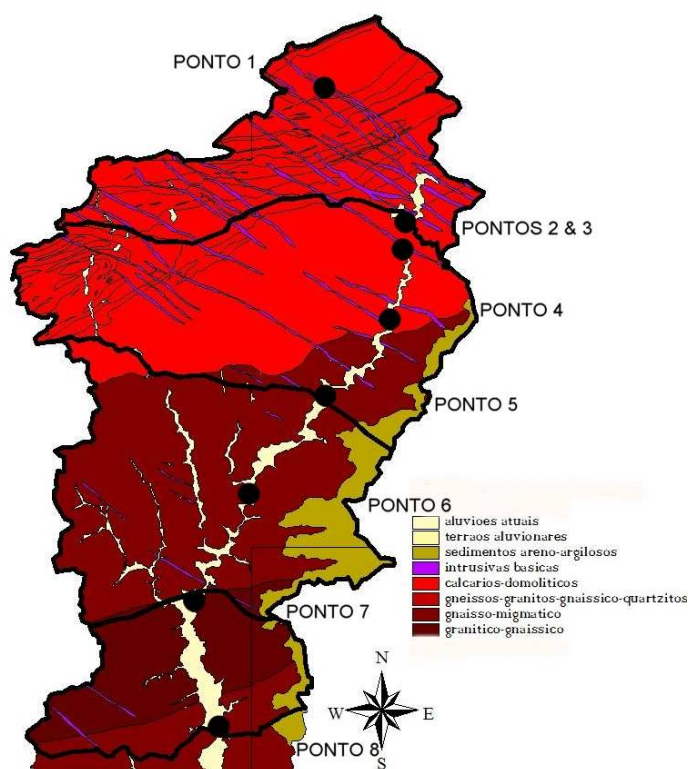 PONTO 1
PONTOS 2 & 3
PONTO 4
PONTO 5
PONTO 6
aluvioes atuais
terraos aluvionares
sedimentos areno-argilosos
intrusivas basicas
calcarios-domoliticos
gneissos-granitos-gnaissico-quartzitos
gnaisso-migmatico
granitico-gnaissico
PONTO 7
N
W E
S
PONTO 8